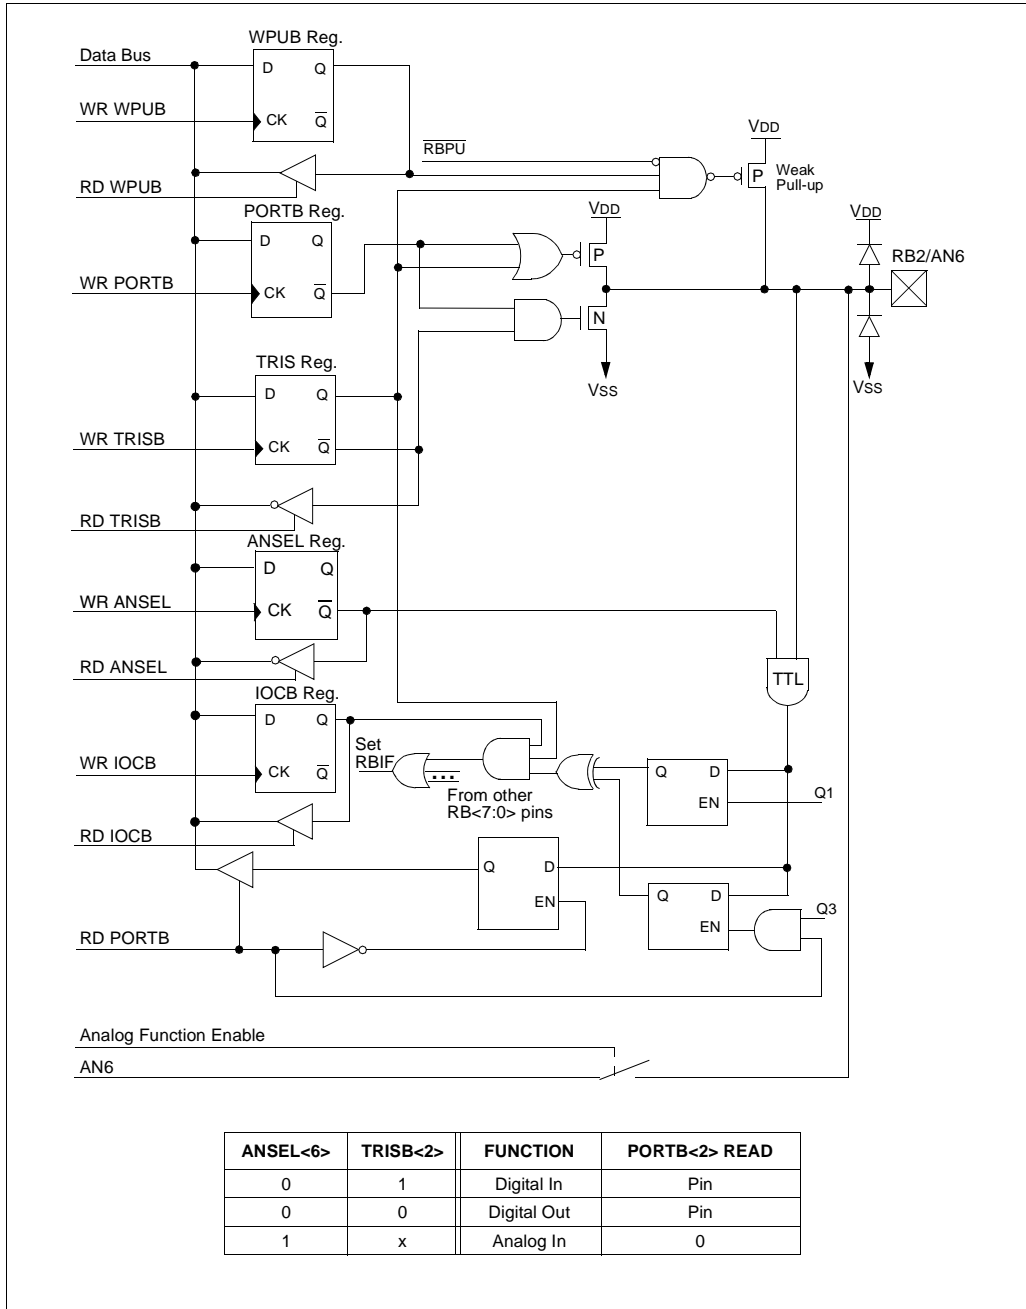 WPUB Reg.
Data Bus
D Q
WR WPUB
CK Q̅
R̅B̅P̅U̅
VDD
P
Weak
Pull-up
RD WPUB
PORTB Reg.
VDD
VDD
D Q
P
RB2/AN6
WR PORTB
CK Q̅
N
TRIS Reg.
VSS
VSS
D Q
WR TRISB
CK Q̅
RD TRISB
ANSEL Reg.
D Q
WR ANSEL
CK Q̅
RD ANSEL
TTL
IOCB Reg.
D Q
Set
RBIF
WR IOCB
CK Q̅
...
From other
RB<7:0> pins
Q D
EN
Q1
RD IOCB
Q D
EN
Q D
EN
Q3
RD PORTB
Analog Function Enable
AN6
ANSEL<6> TRISB<2> FUNCTION PORTB<2> READ
0 1 Digital In Pin
0 0 Digital Out Pin
1 x Analog In 0